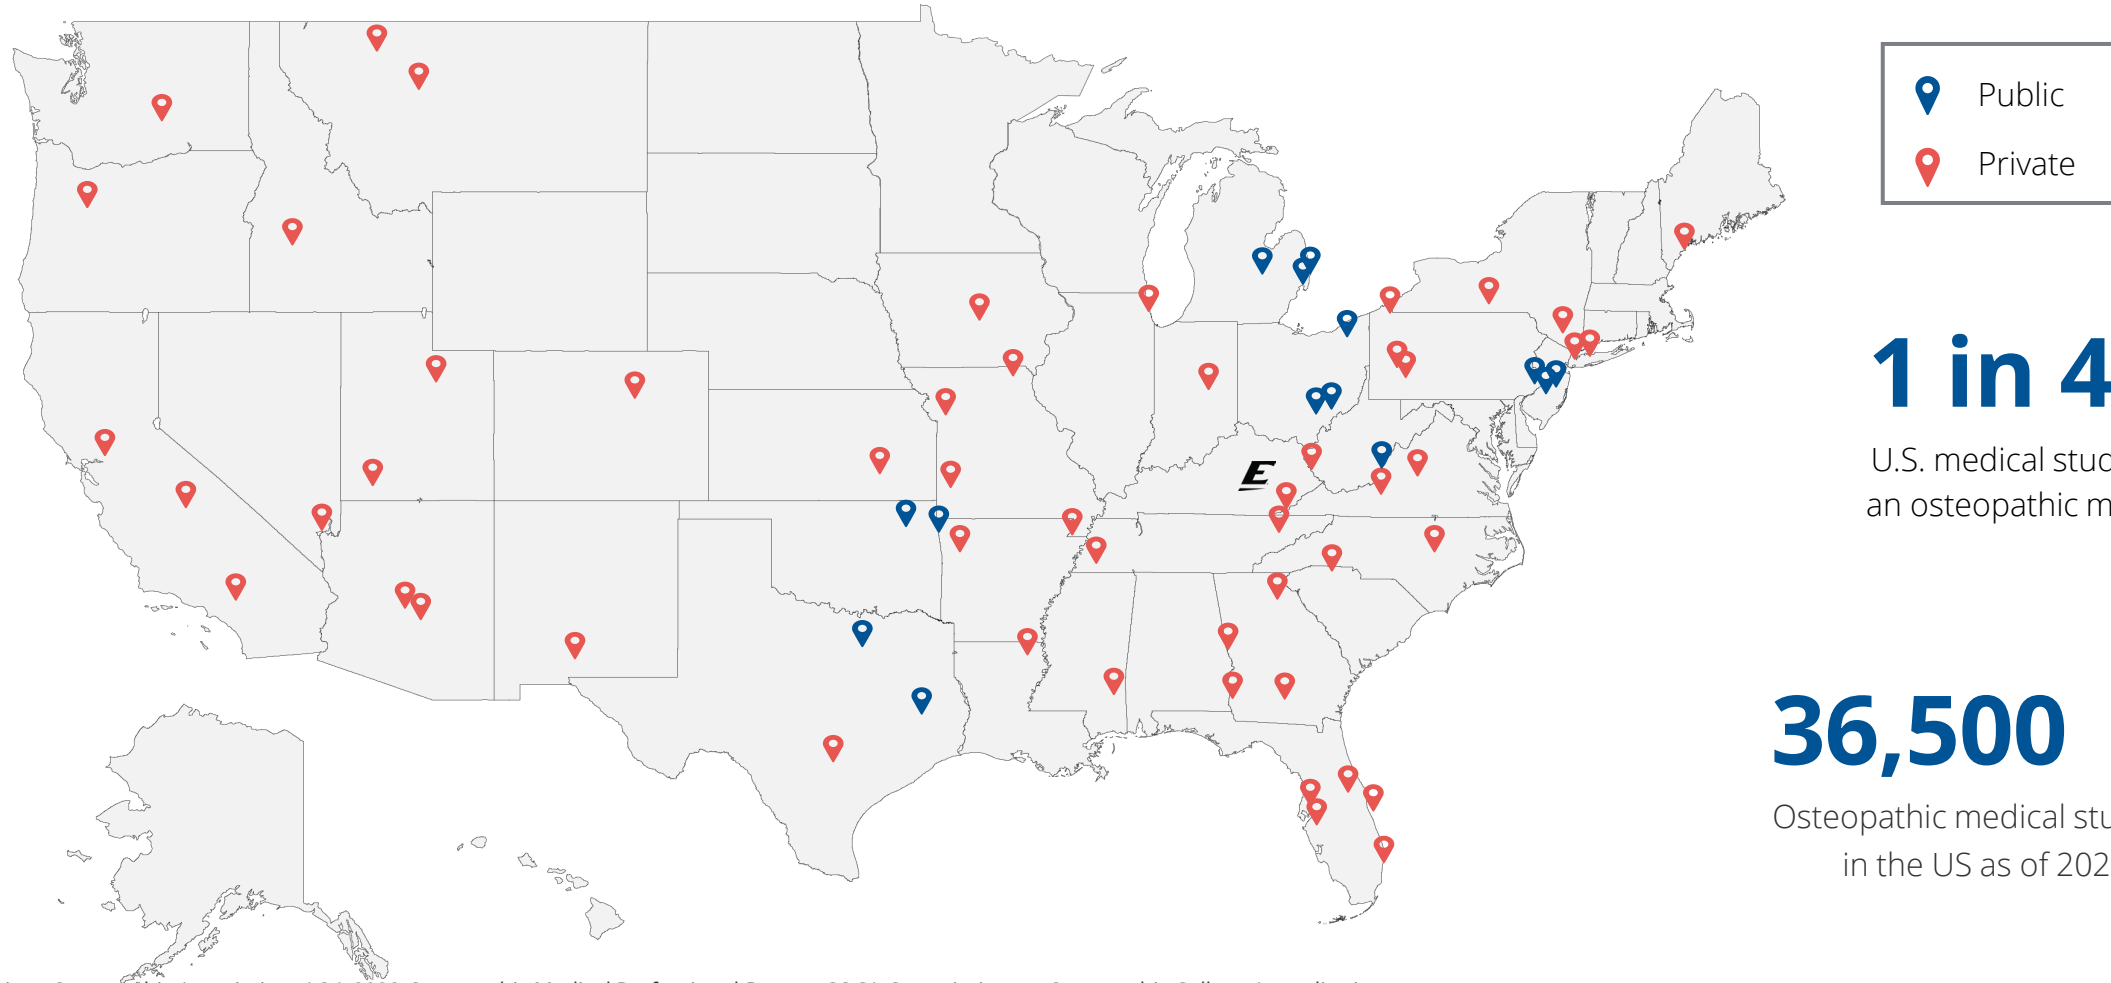 Public
Private
E
1 in 4
U.S. medical stud
an osteopathic m
36,500
Osteopathic medical stu
in the US as of 202